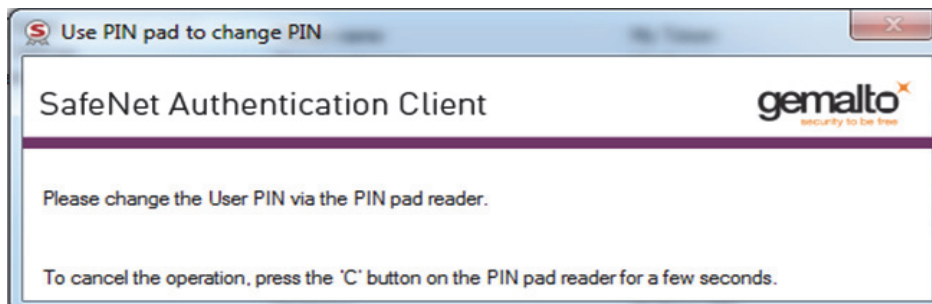 Use PIN pad to change PIN
SafeNet Authentication Client
gemalto
security to be free
Please change the User PIN via the PIN pad reader.
To cancel the operation, press the 'C' button on the PIN pad reader for a few seconds.